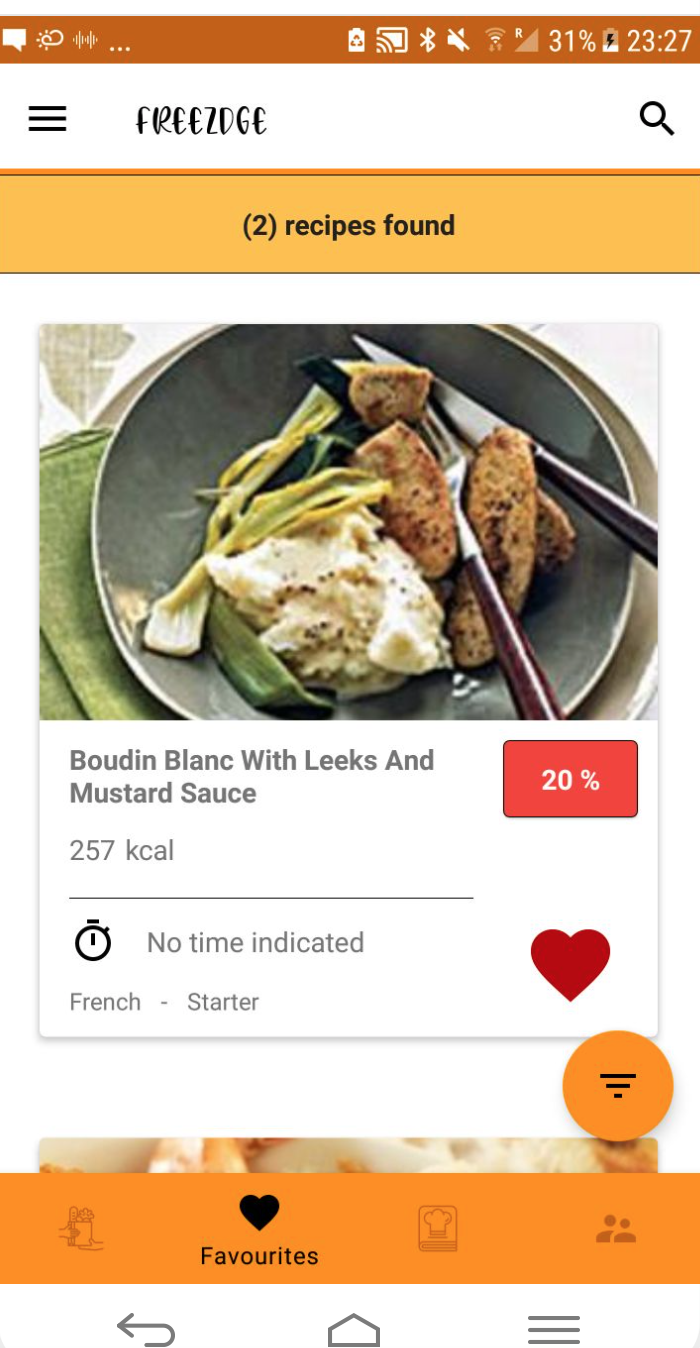 ... R 31% 23:27
FREEZDGE
(2) recipes found
Boudin Blanc With Leeks And
Mustard Sauce
20 %
257 kcal
No time indicated
French - Starter
Favourites